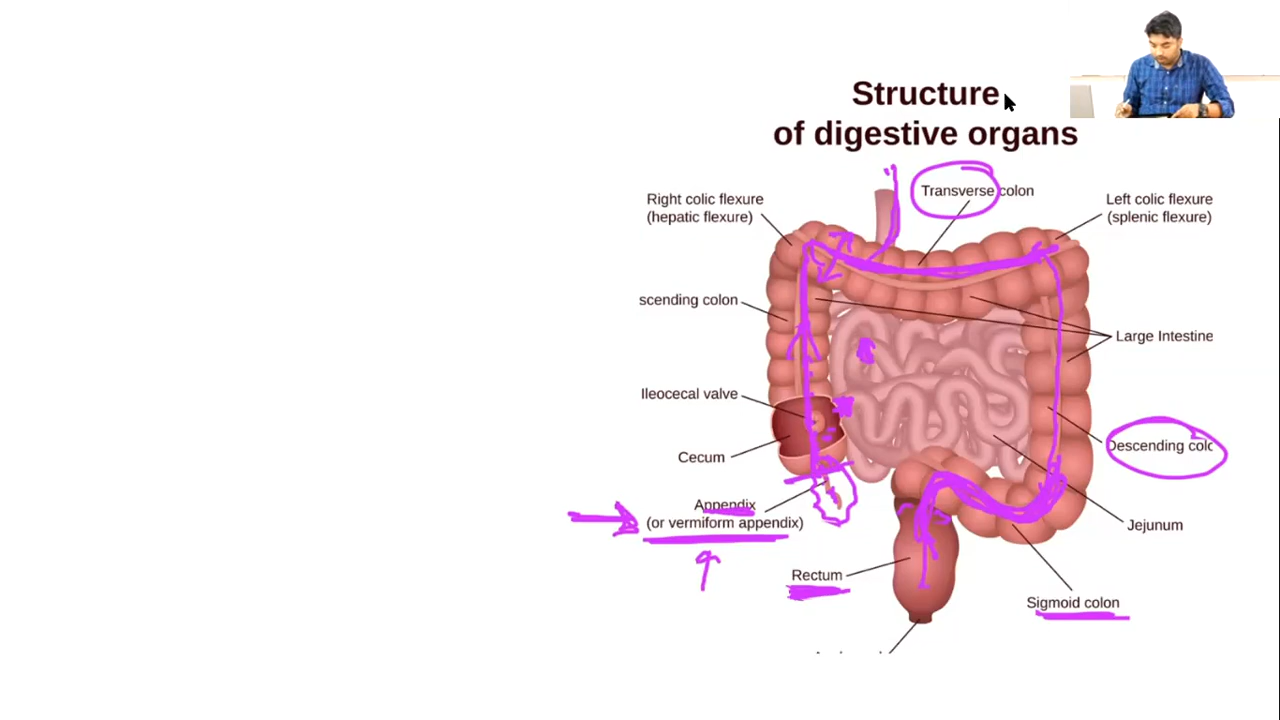 Structure
of digestive organs
Transverse colon
Right colic flexure
(hepatic flexure)
Left colic flexure
(splenic flexure)
scending colon
Large Intestine
Ileocecal valve
Descending colo
Cecum
Appendix
(or vermiform appendix)
Jejunum
Rectum
Sigmoid colon